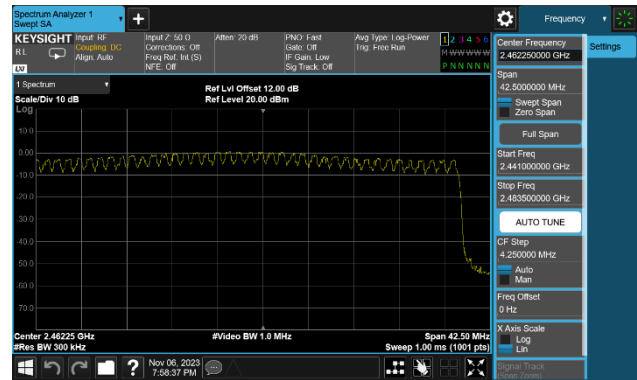 Spectrum Analyzer 1
Swept SA
+
Frequency
KEYSIGHT
R L
LXI
Input: RF
Coupling: DC
Align: Auto
Input Z: 50 Ω
Corrections: Off
Freq Ref: Int (S)
NFE: Off
Atten: 20 dB
PNO: Fast
Gate: Off
IF Gain: Low
Sig Track: Off
Avg Type: Log-Power
Trig: Free Run
1 2 3 4 5 6
M W W W W W
P N N N N N
1 Spectrum
Scale/Div 10 dB
Ref Lvl Offset 12.00 dB
Ref Level 20.00 dBm
Log
10.0
0.00
-10.0
-20.0
-30.0
-40.0
-50.0
-60.0
-70.0
Center 2.46225 GHz
#Video BW 1.0 MHz
Span 42.50 MHz
#Res BW 300 kHz
Sweep 1.00 ms (1001 pts)
?
Nov 06, 2023
7:58:37 PM
Center Frequency
2.462250000 GHz
Settings
Span
42.5000000 MHz
Swept Span
Zero Span
Full Span
Start Freq
2.441000000 GHz
Stop Freq
2.483500000 GHz
AUTO TUNE
CF Step
4.250000 MHz
Auto
Man
Freq Offset
0 Hz
X Axis Scale
Log
Lin
Signal Track
(Span Zoom)